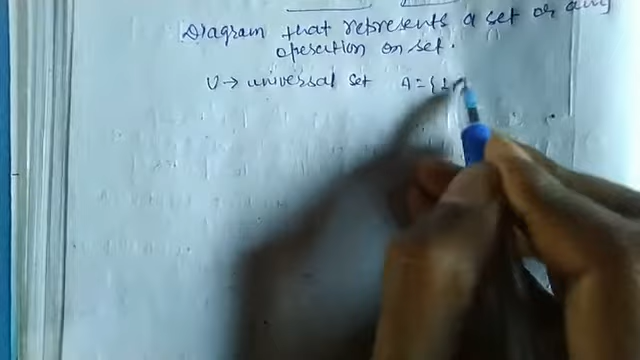 Diagram that represents a set or any
operation on set.
U → universal set A = {1,